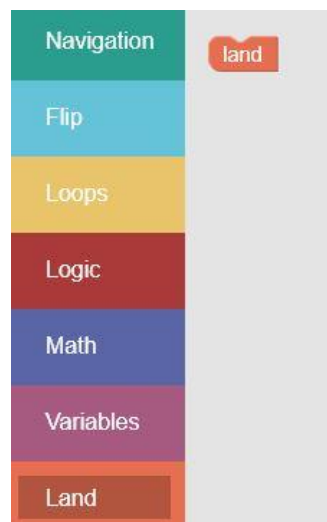 Navigation
land
Flip
Loops
Logic
Math
Variables
Land